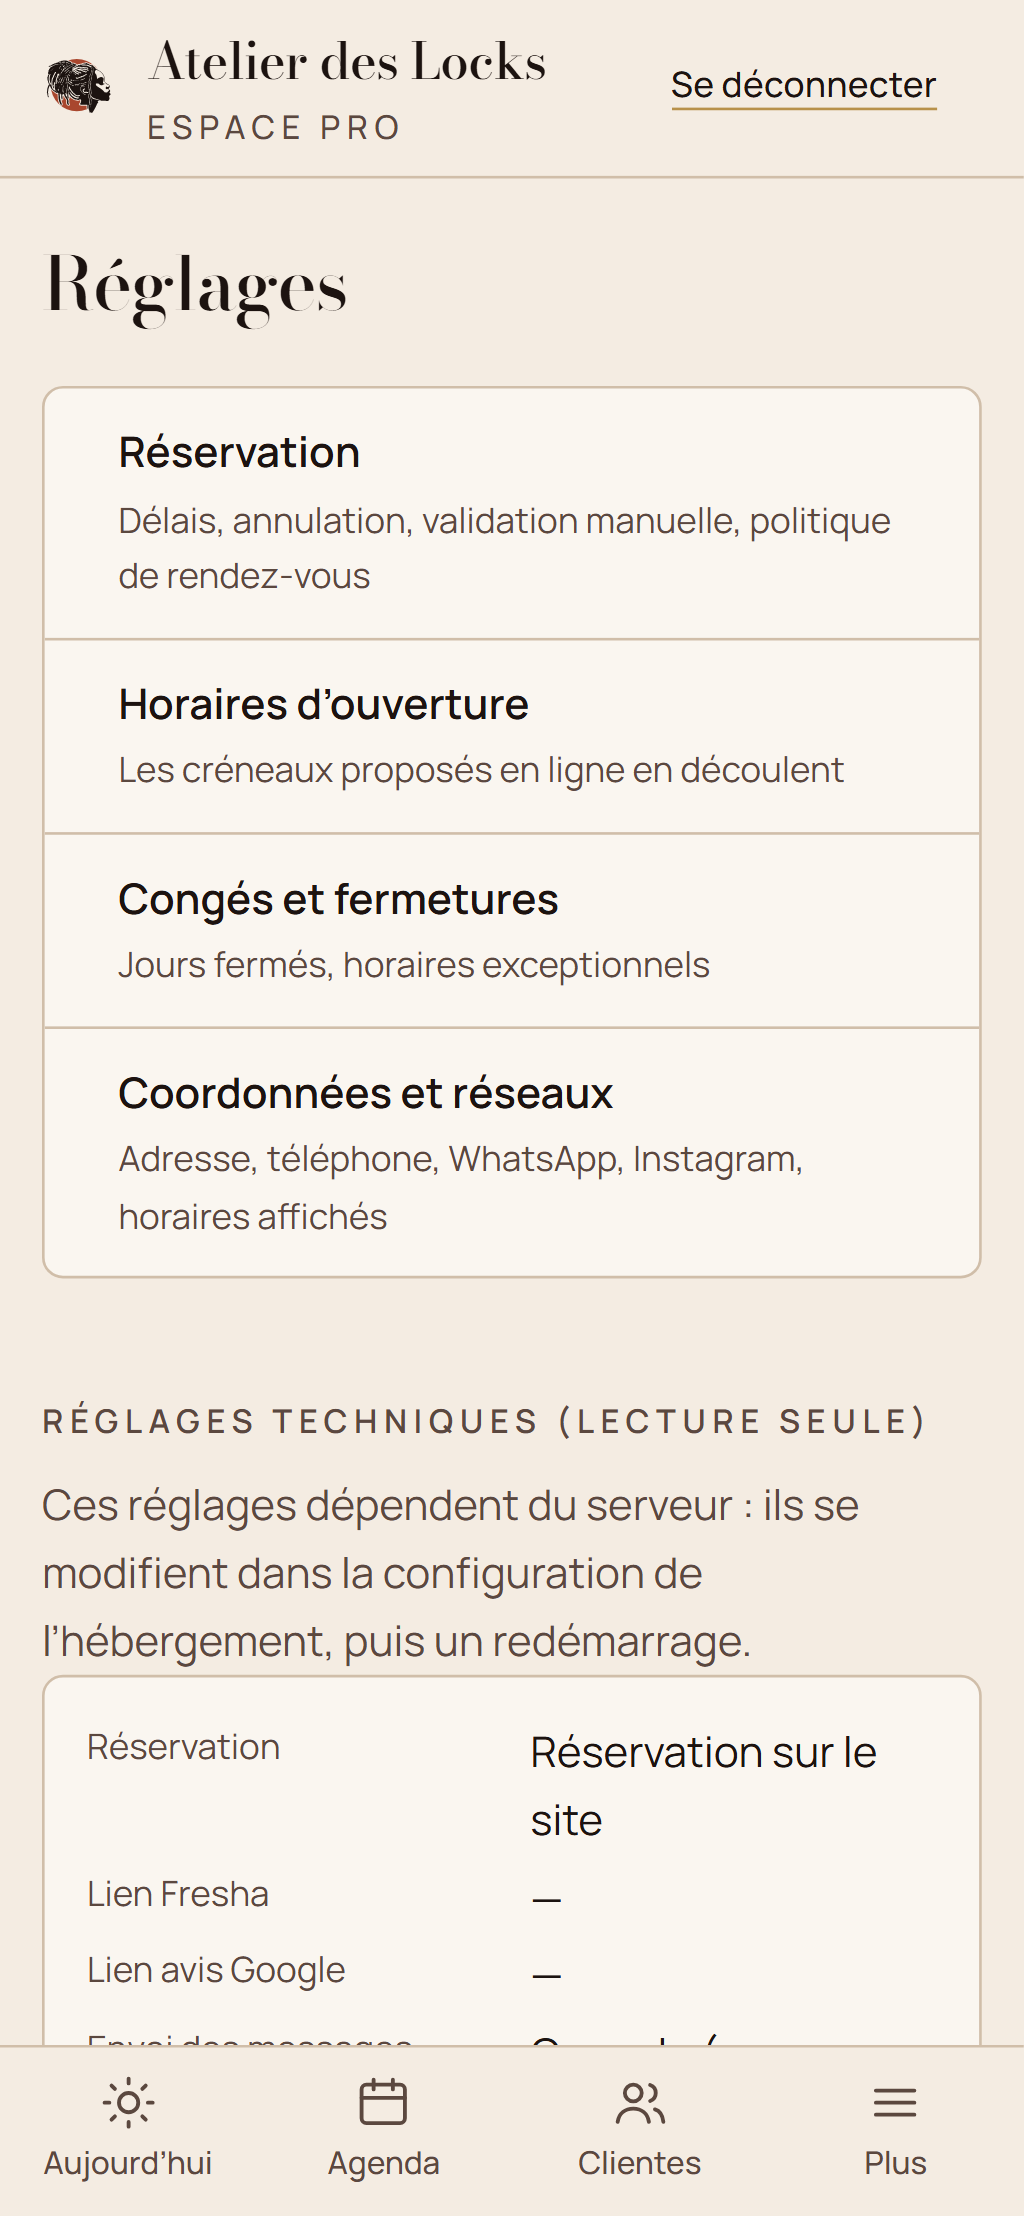 Atelier des Locks
ESPACE PRO
Se déconnecter
Réglages
Réservation
Délais, annulation, validation manuelle, politique
de rendez-vous
Horaires d’ouverture
Les créneaux proposés en ligne en découlent
Congés et fermetures
Jours fermés, horaires exceptionnels
Coordonnées et réseaux
Adresse, téléphone, WhatsApp, Instagram,
horaires affichés
RÉGLAGES TECHNIQUES (LECTURE SEULE)
Ces réglages dépendent du serveur : ils se
modifient dans la configuration de
l’hébergement, puis un redémarrage.
Réservation
Réservation sur le
site
Lien Fresha
—
Lien avis Google
—
Envoi des messages
Aujourd’hui
Agenda
Clientes
Plus